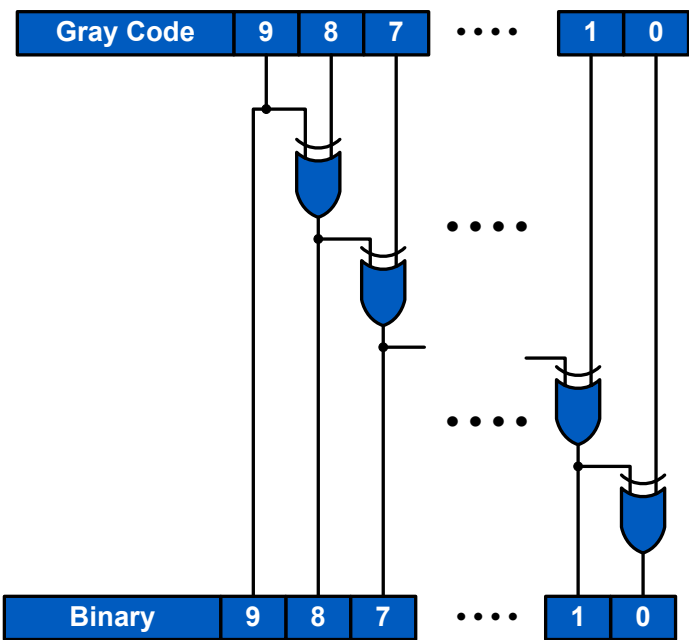 Gray Code 9 8 7 •••• 1 0
Binary 9 8 7 •••• 1 0